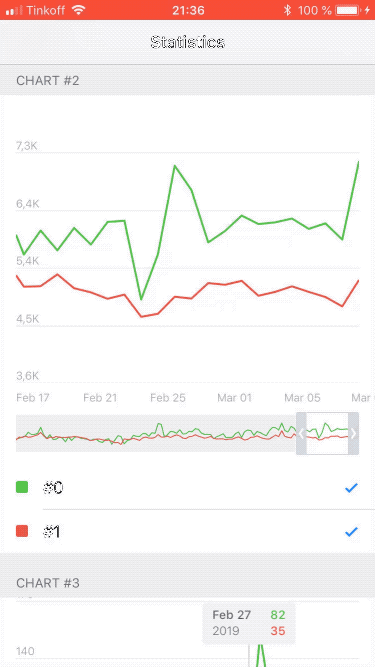 Tinkoff 21:36 100 %
Statistics
CHART #2
7,3K
6,4K
5,4K
4,5K
3,6K
Feb 17 Feb 21 Feb 25 Mar 01 Mar 05 Mar
#0
#1
CHART #3
Feb 27 82
2019 35
140